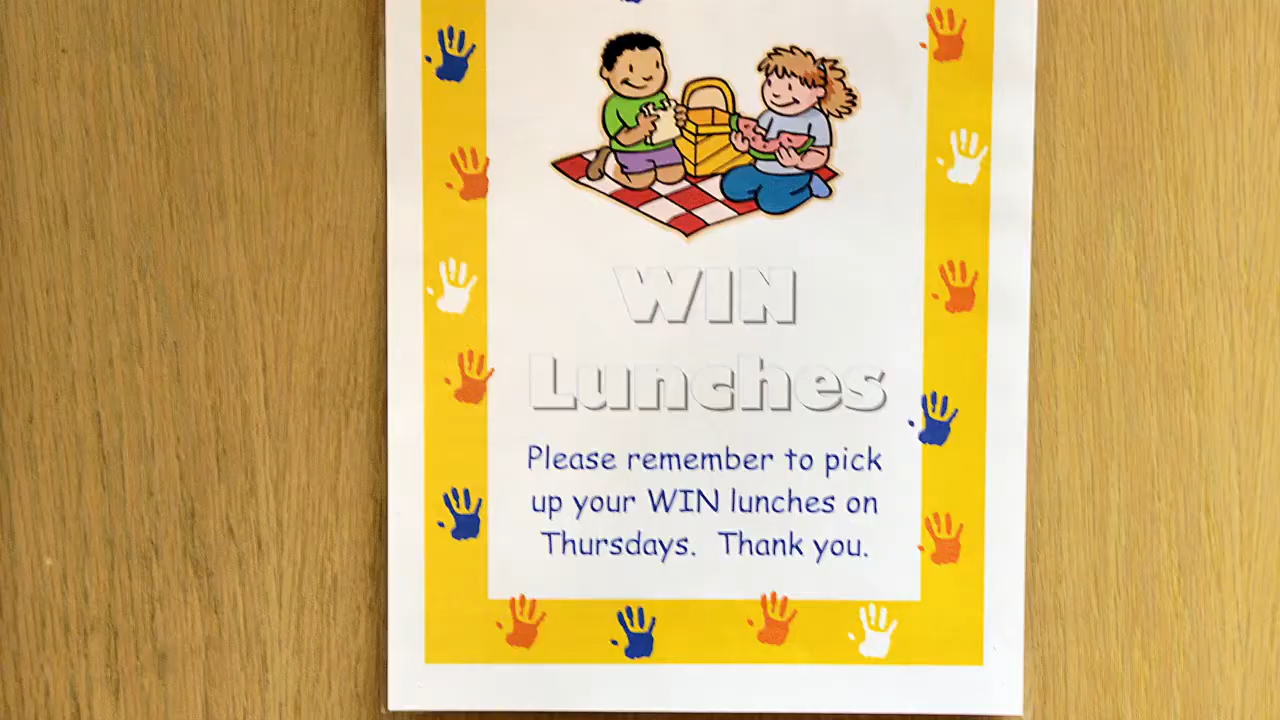 WIN
Lunches
Please remember to pick
up your WIN lunches on
Thursdays. Thank you.